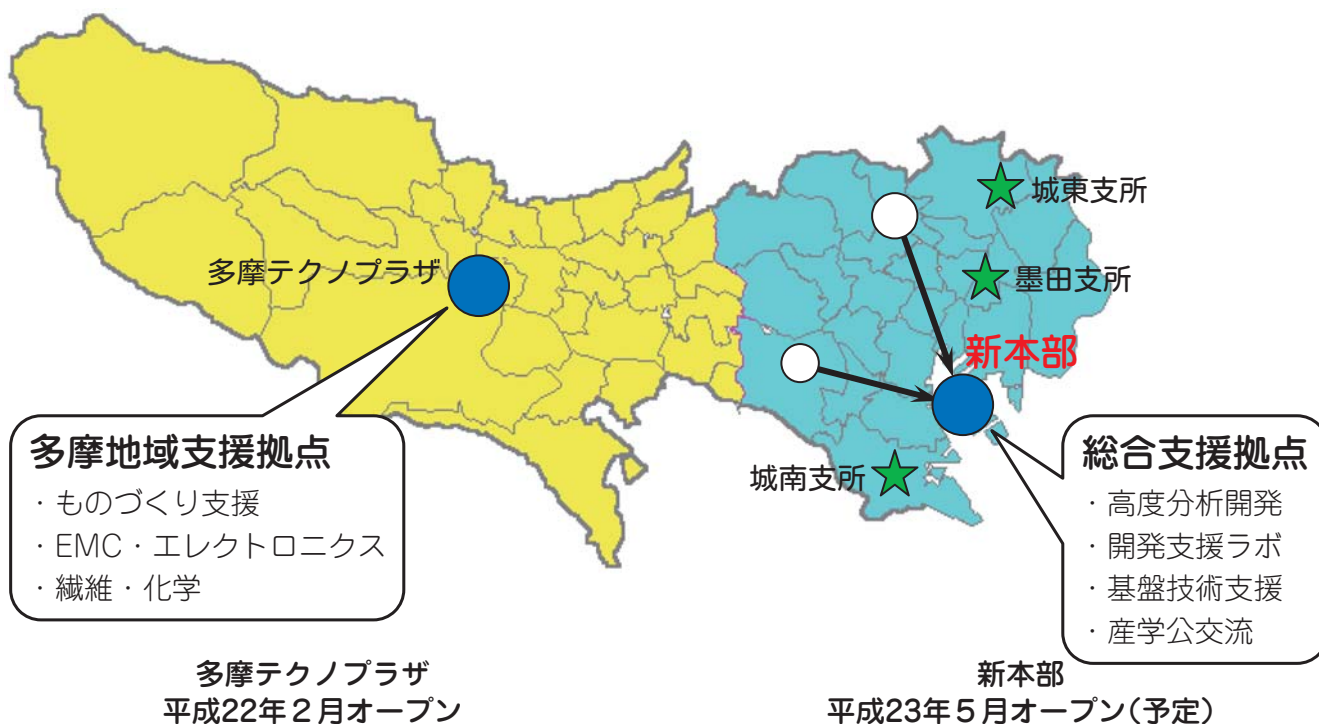 城東支所
多摩テクノプラザ
墨田支所
新本部
城南支所
多摩地域支援拠点
・ものづくり支援
・EMC・エレクトロニクス
・繊維・化学
総合支援拠点
・高度分析開発
・開発支援ラボ
・基盤技術支援
・産学公交流
多摩テクノプラザ
平成22年2月オープン
新本部
平成23年5月オープン(予定)